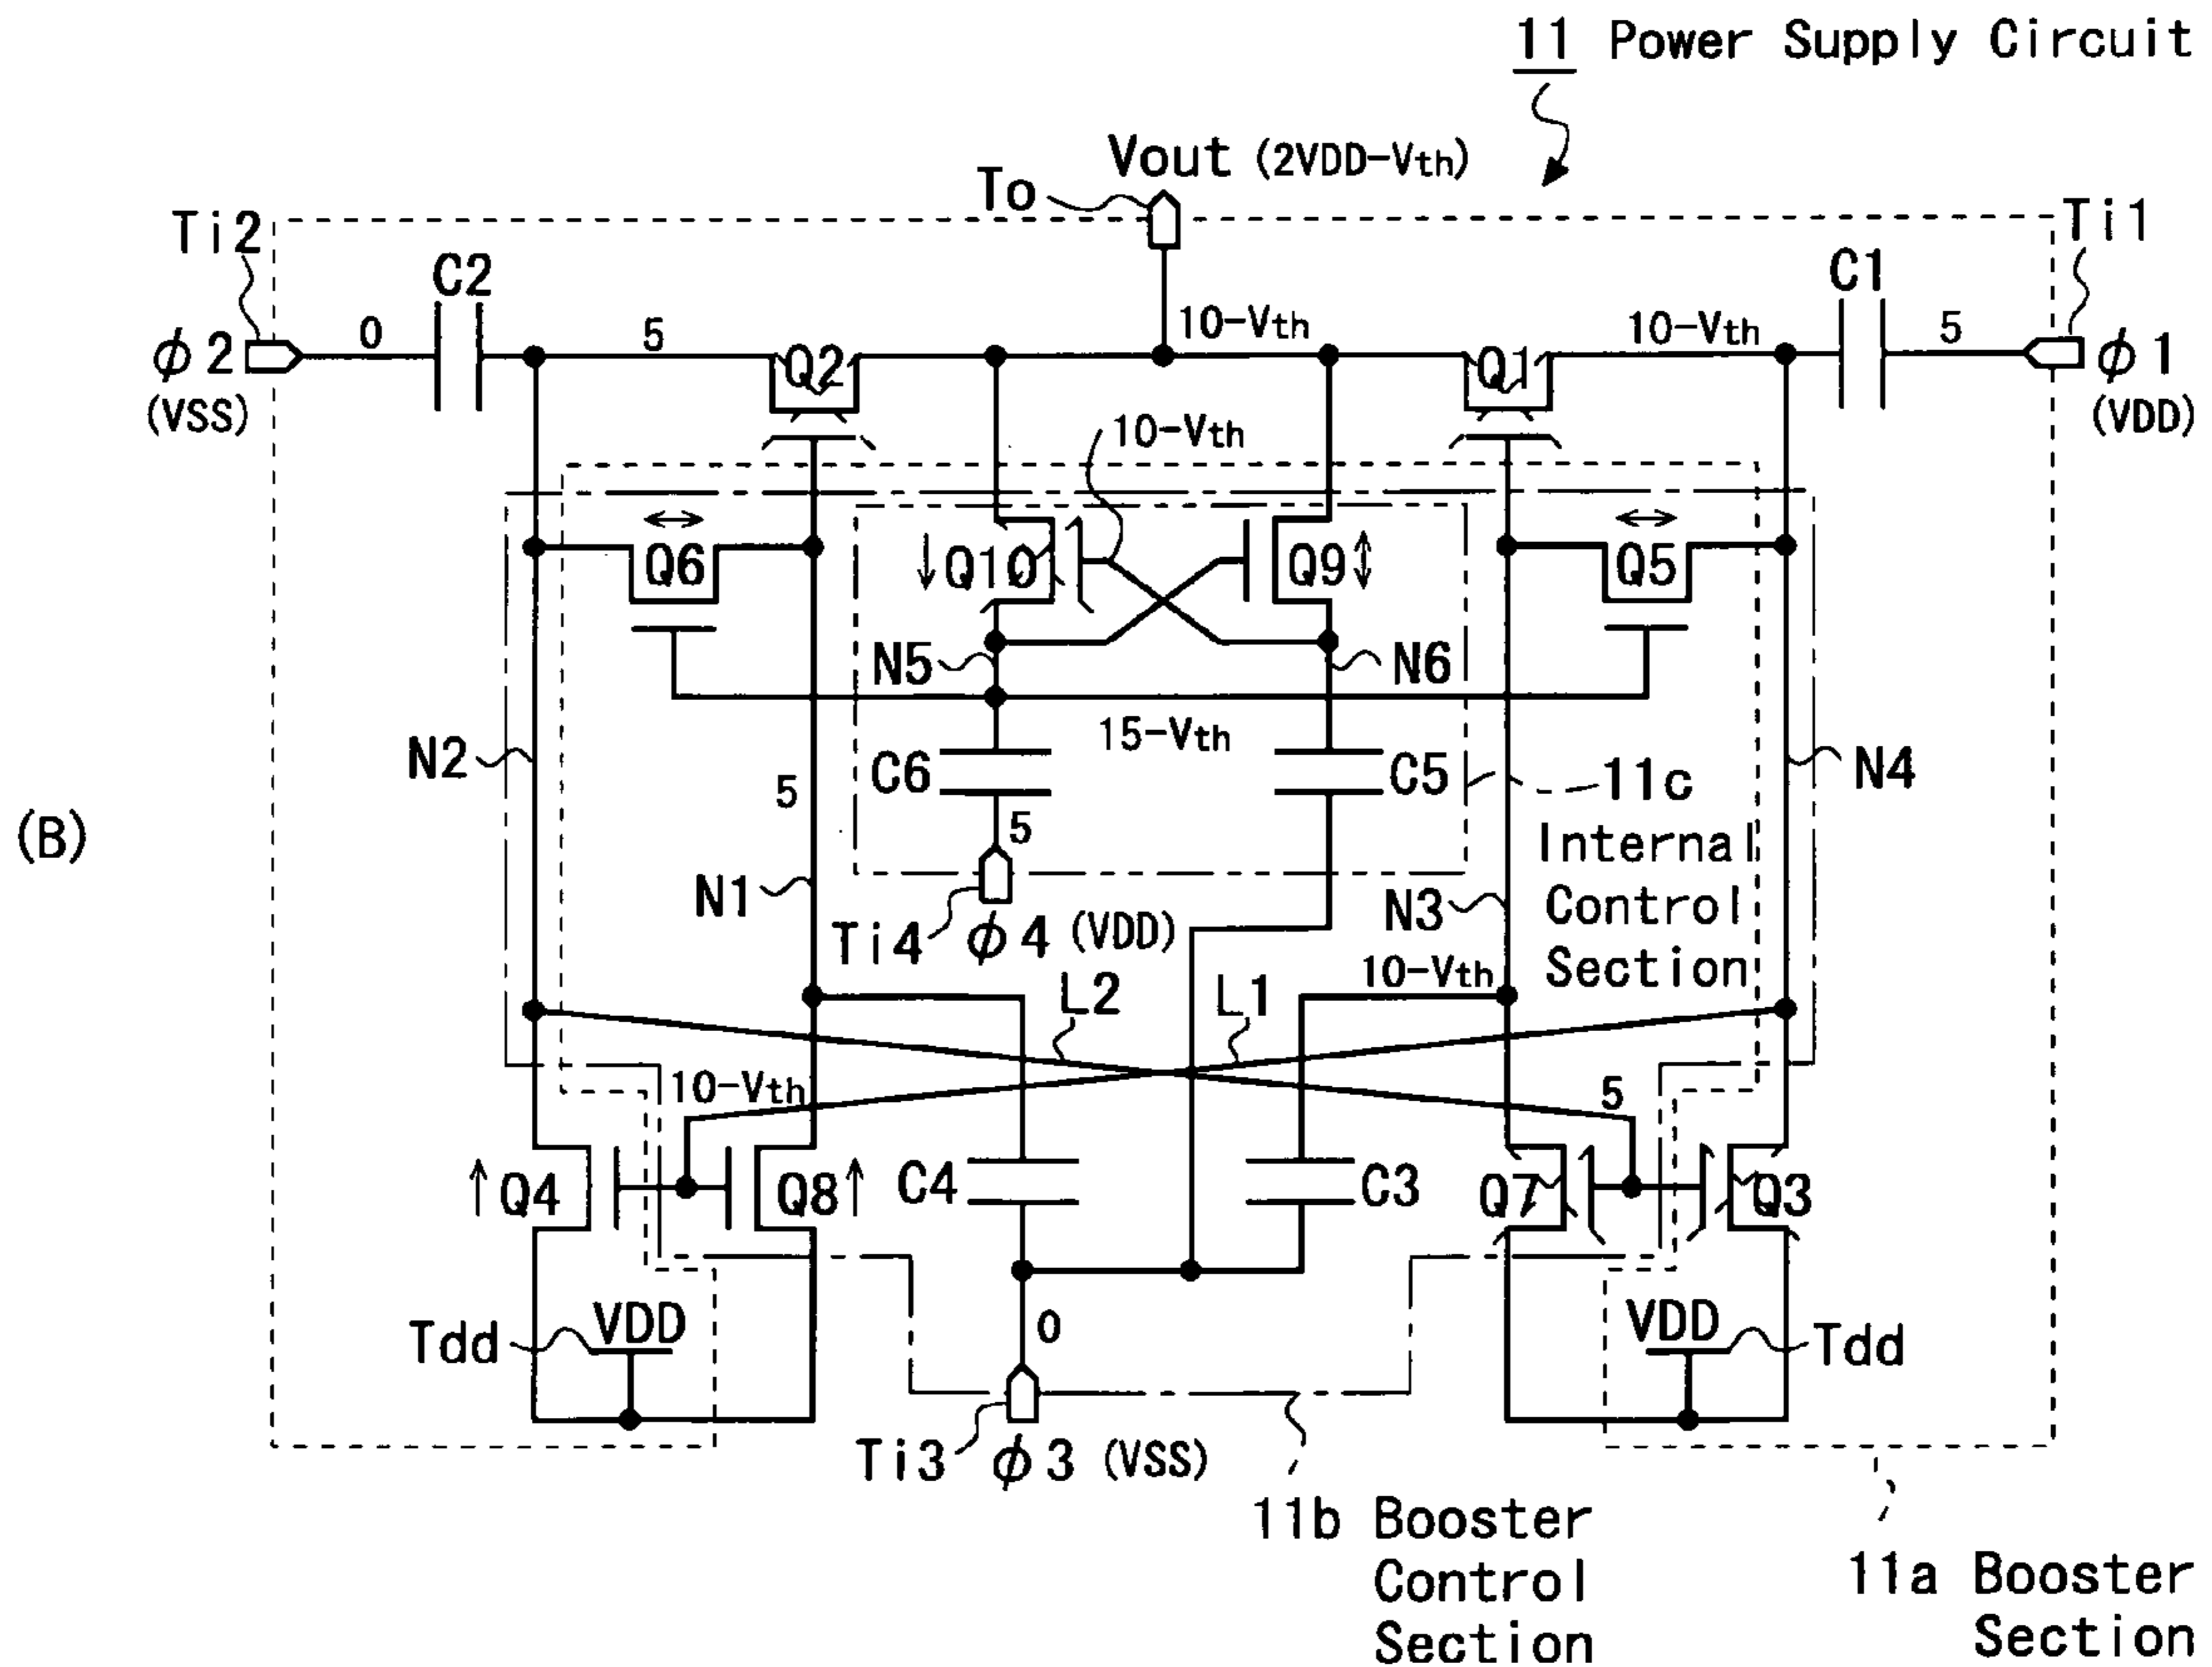 11 Power Supply Circuit
Vout (2VDD-Vth)
To
Ti2
Ti1
C2
C1
ϕ2
(VSS)
0
5
Q2
10-Vth
Q1
10-Vth
5
ϕ1
(VDD)
10-Vth
Q6
Q10
Q9
Q5
N5
N6
15-Vth
N2
C6
C5
11c
Internal
Control
Section
N4
5
5
(B)
N1
N3
Ti4
ϕ4 (VDD)
10-Vth
L2
L1
10-Vth
5
Q4
Q8
C4
C3
Q7
Q3
VDD
Tdd
0
VDD
Tdd
Ti3
ϕ3 (VSS)
11b Booster
Control
Section
11a Booster
Section